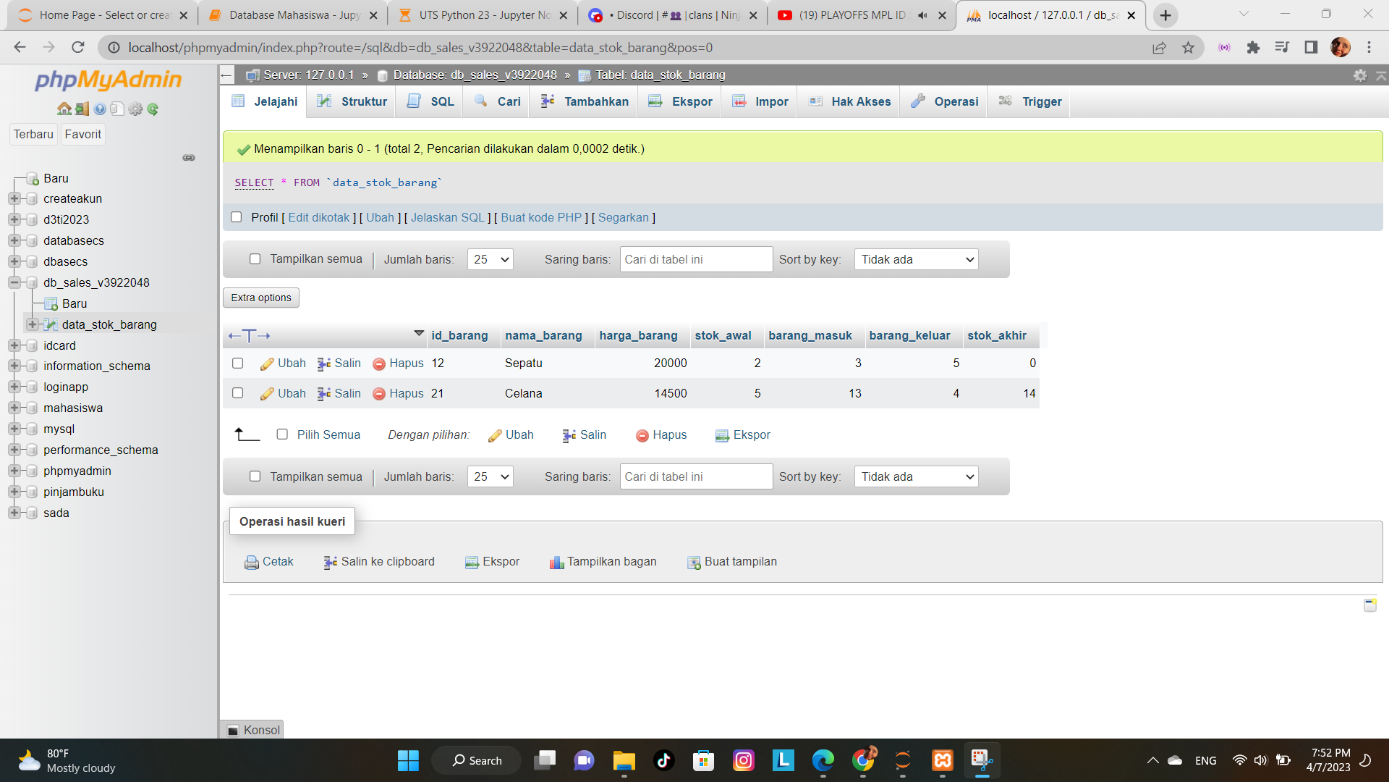 Home Page - Select or crea
Database Mahasiswa - Jupy
UTS Python 23 - Jupyter No
• Discord | #👥|clans | Ninj
(19) PLAYOFFS MPL ID
localhost / 127.0.0.1 / db_sa
localhost/phpmyadmin/index.php?route=/sql&db=db_sales_v3922048&table=data_stok_barang&pos=0
phpMyAdmin
Terbaru Favorit
Baru
createakun
d3ti2023
databasecs
dbasecs
db_sales_v3922048
Baru
data_stok_barang
idcard
information_schema
loginapp
mahasiswa
mysql
performance_schema
phpmyadmin
pinjambuku
sada
Server: 127.0.0.1 » Database: db_sales_v3922048 » Tabel: data_stok_barang
Jelajahi Struktur SQL Cari Tambahkan Ekspor Impor Hak Akses Operasi Trigger
Menampilkan baris 0 - 1 (total 2, Pencarian dilakukan dalam 0,0002 detik.)
SELECT * FROM `data_stok_barang`
Profil [ Edit dikotak ] [ Ubah ] [ Jelaskan SQL ] [ Buat kode PHP ] [ Segarkan ]
Tampilkan semua Jumlah baris: 25 Saring baris: Cari di tabel ini Sort by key: Tidak ada
Extra options
←T→ id_barang nama_barang harga_barang stok_awal barang_masuk barang_keluar stok_akhir
Ubah Salin Hapus 12 Sepatu 20000 2 3 5 0
Ubah Salin Hapus 21 Celana 14500 5 13 4 14
Pilih Semua Dengan pilihan: Ubah Salin Hapus Ekspor
Tampilkan semua Jumlah baris: 25 Saring baris: Cari di tabel ini Sort by key: Tidak ada
Operasi hasil kueri
Cetak Salin ke clipboard Ekspor Tampilkan bagan Buat tampilan
Konsol
80°F
Mostly cloudy
Search
L
ENG
7:52 PM
4/7/2023